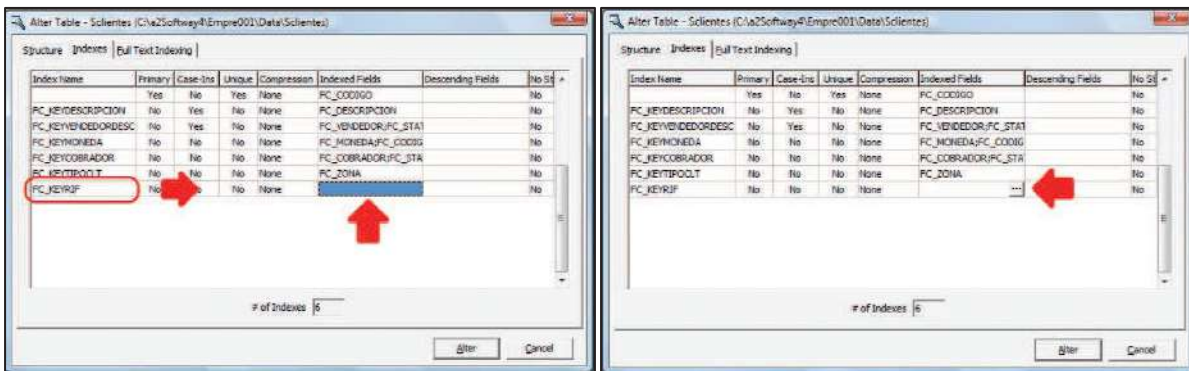 Alter Table - Sclientes (C:\a2Softway4\Empre001\Data\Sclientes)
Structure Indexes Full Text Indexing
Index Name Primary Case-Ins Unique Compression Indexed Fields Descending Fields No St
Yes No Yes None FC_CODIGO No
FC_KEYDESCRIPCION No Yes No None FC_DESCRIPCION No
FC_KEYVENDEDORDESC No Yes No None FC_VENDEDOR;FC_STAT No
FC_KEYMONEDA No No No None FC_MONEDA;FC_CODIG No
FC_KEYCOBRADOR No No No None FC_COBRADOR;FC_STA No
FC_KEYTIPOCLT No No No None FC_ZONA No
FC_KEYRIF No No None No
# of Indexes 6
Alter Cancel
Alter Table - Sclientes (C:\a2Softway4\Empre001\Data\Sclientes)
Structure Indexes Full Text Indexing
Index Name Primary Case-Ins Unique Compression Indexed Fields Descending Fields No St
Yes No Yes None FC_CODIGO No
FC_KEYDESCRIPCION No Yes No None FC_DESCRIPCION No
FC_KEYVENDEDORDESC No Yes No None FC_VENDEDOR;FC_STAT No
FC_KEYMONEDA No No No None FC_MONEDA;FC_CODIG No
FC_KEYCOBRADOR No No No None FC_COBRADOR;FC_STA No
FC_KEYTIPOCLT No No No None FC_ZONA No
FC_KEYRIF No No No None ... No
# of Indexes 6
Alter Cancel